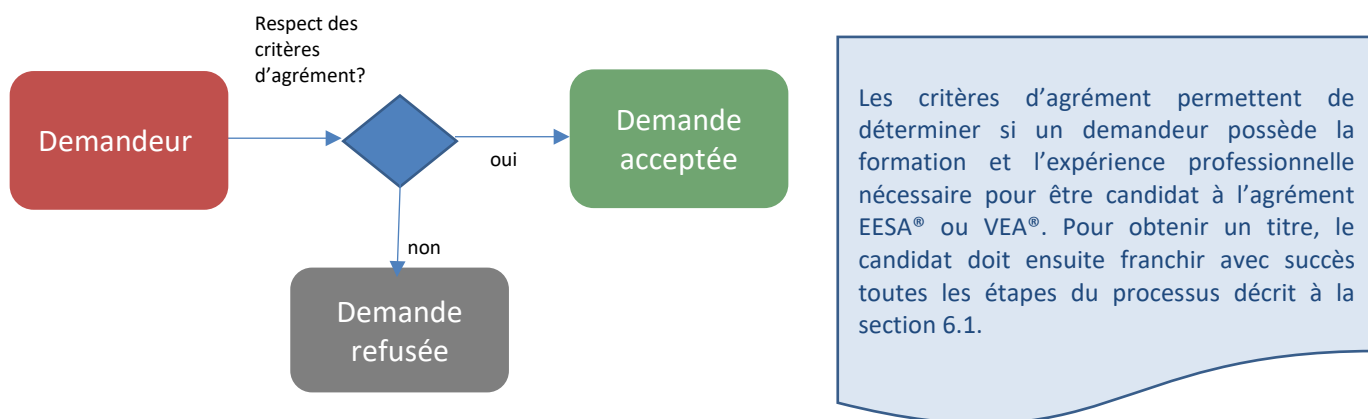 Respect des
critères
d’agrément?
Demandeur
oui
Demande
acceptée
non
Demande
refusée
Les critères d’agrément permettent de
déterminer si un demandeur possède la
formation et l’expérience professionnelle
nécessaire pour être candidat à l’agrément
EESA® ou VEA®. Pour obtenir un titre, le
candidat doit ensuite franchir avec succès
toutes les étapes du processus décrit à la
section 6.1.